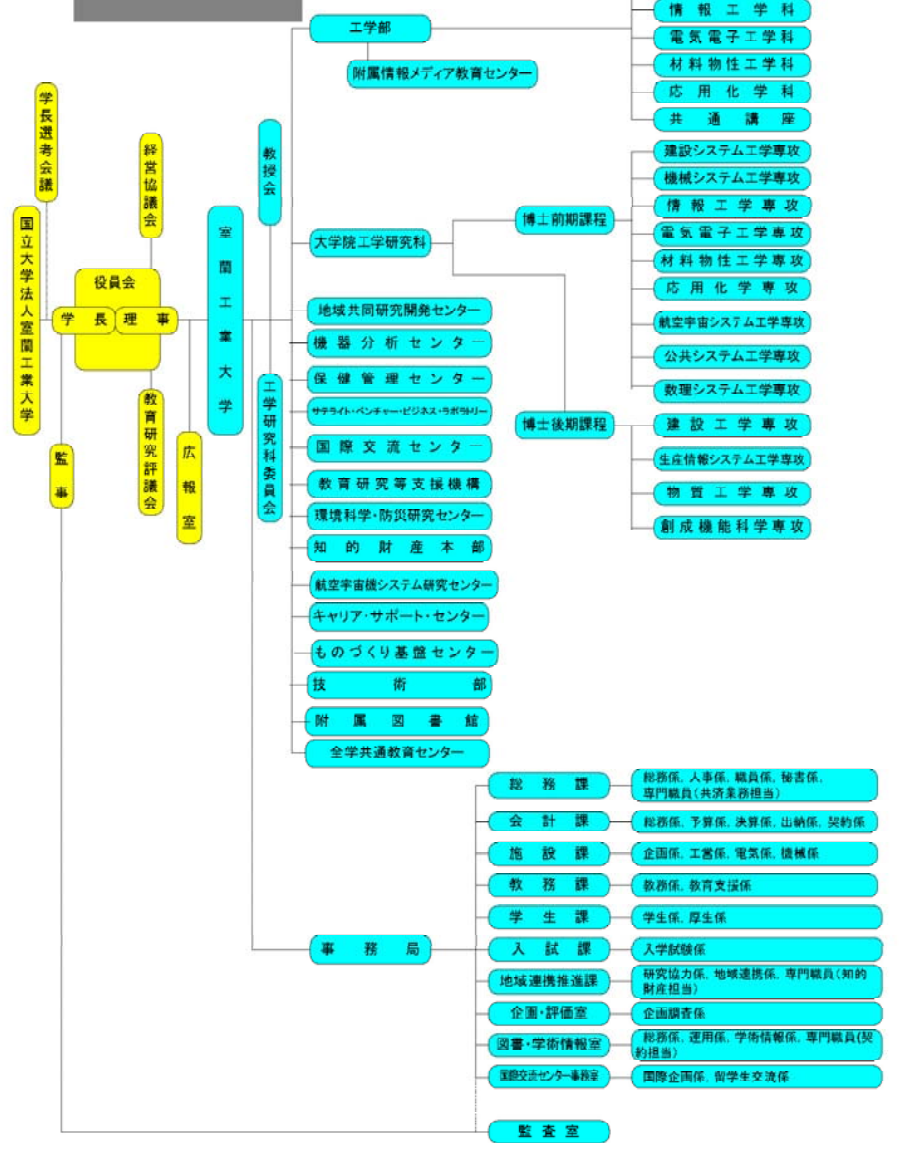 国立大学法人室蘭工業大学
学長選考会議
学長
理事
役員会
経営協議会
教育研究評議会
監事
広報室
室蘭工業大学
教授会
工学研究科委員会
工学部
附属情報メディア教育センター
情報工学科
電気電子工学科
材料物性工学科
応用化学科
共通講座
大学院工学研究科
博士前期課程
建設システム工学専攻
機械システム工学専攻
情報工学専攻
電気電子工学専攻
材料物性工学専攻
応用化学専攻
航空宇宙システム工学専攻
公共システム工学専攻
数理システム工学専攻
博士後期課程
建設工学専攻
生産情報システム工学専攻
物質工学専攻
創成機能科学専攻
地域共同研究開発センター
機器分析センター
保健管理センター
サテライト・ベンチャー・ビジネス・ラボラトリー
国際交流センター
教育研究等支援機構
環境科学・防災研究センター
知的財産本部
航空宇宙機システム研究センター
キャリア・サポート・センター
ものづくり基盤センター
技術部
附属図書館
全学共通教育センター
事務局
総務課
総務係, 人事係, 職員係, 秘書係,
専門職員(共済業務担当)
会計課
総務係, 予算係, 決算係, 出納係, 契約係
施設課
企画係, 工営係, 電気係, 機械係
教務課
教務係, 教育支援係
学生課
学生係, 厚生係
入試課
入学試験係
地域連携推進課
研究協力係, 地域連携係, 専門職員(知的
財産担当)
企画・評価室
企画調査係
図書・学術情報室
総務係, 運用係, 学術情報係, 専門職員(契
約担当)
国際交流センター事務室
国際企画係, 留学生交流係
監査室